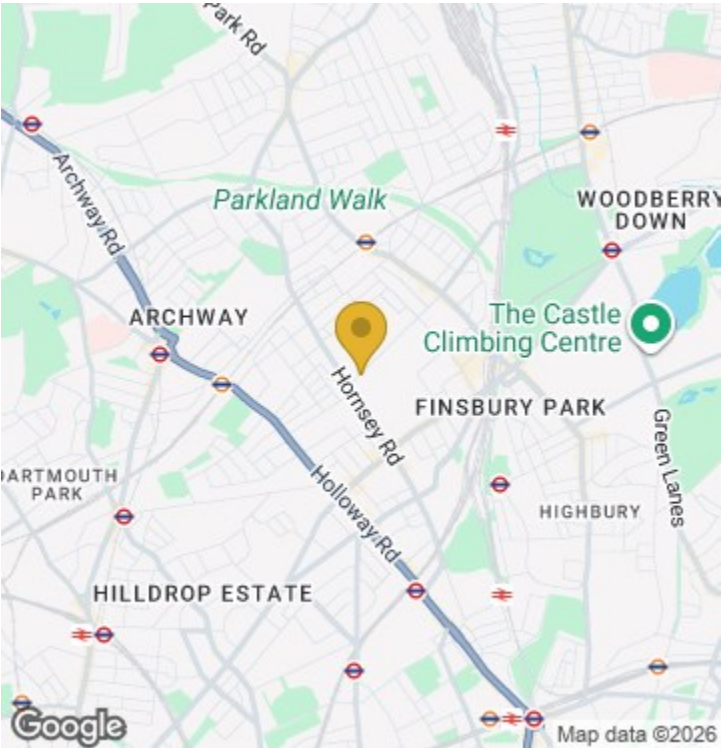 Park Rd
Archway Rd
Parkland Walk
WOODBERRY
DOWN
ARCHWAY
The Castle
Climbing Centre
Hornsey Rd
FINSBURY PARK
Green Lanes
DARTMOUTH
PARK
Holloway Rd
HIGHBURY
HILLDROP ESTATE
Google
Map data ©2026